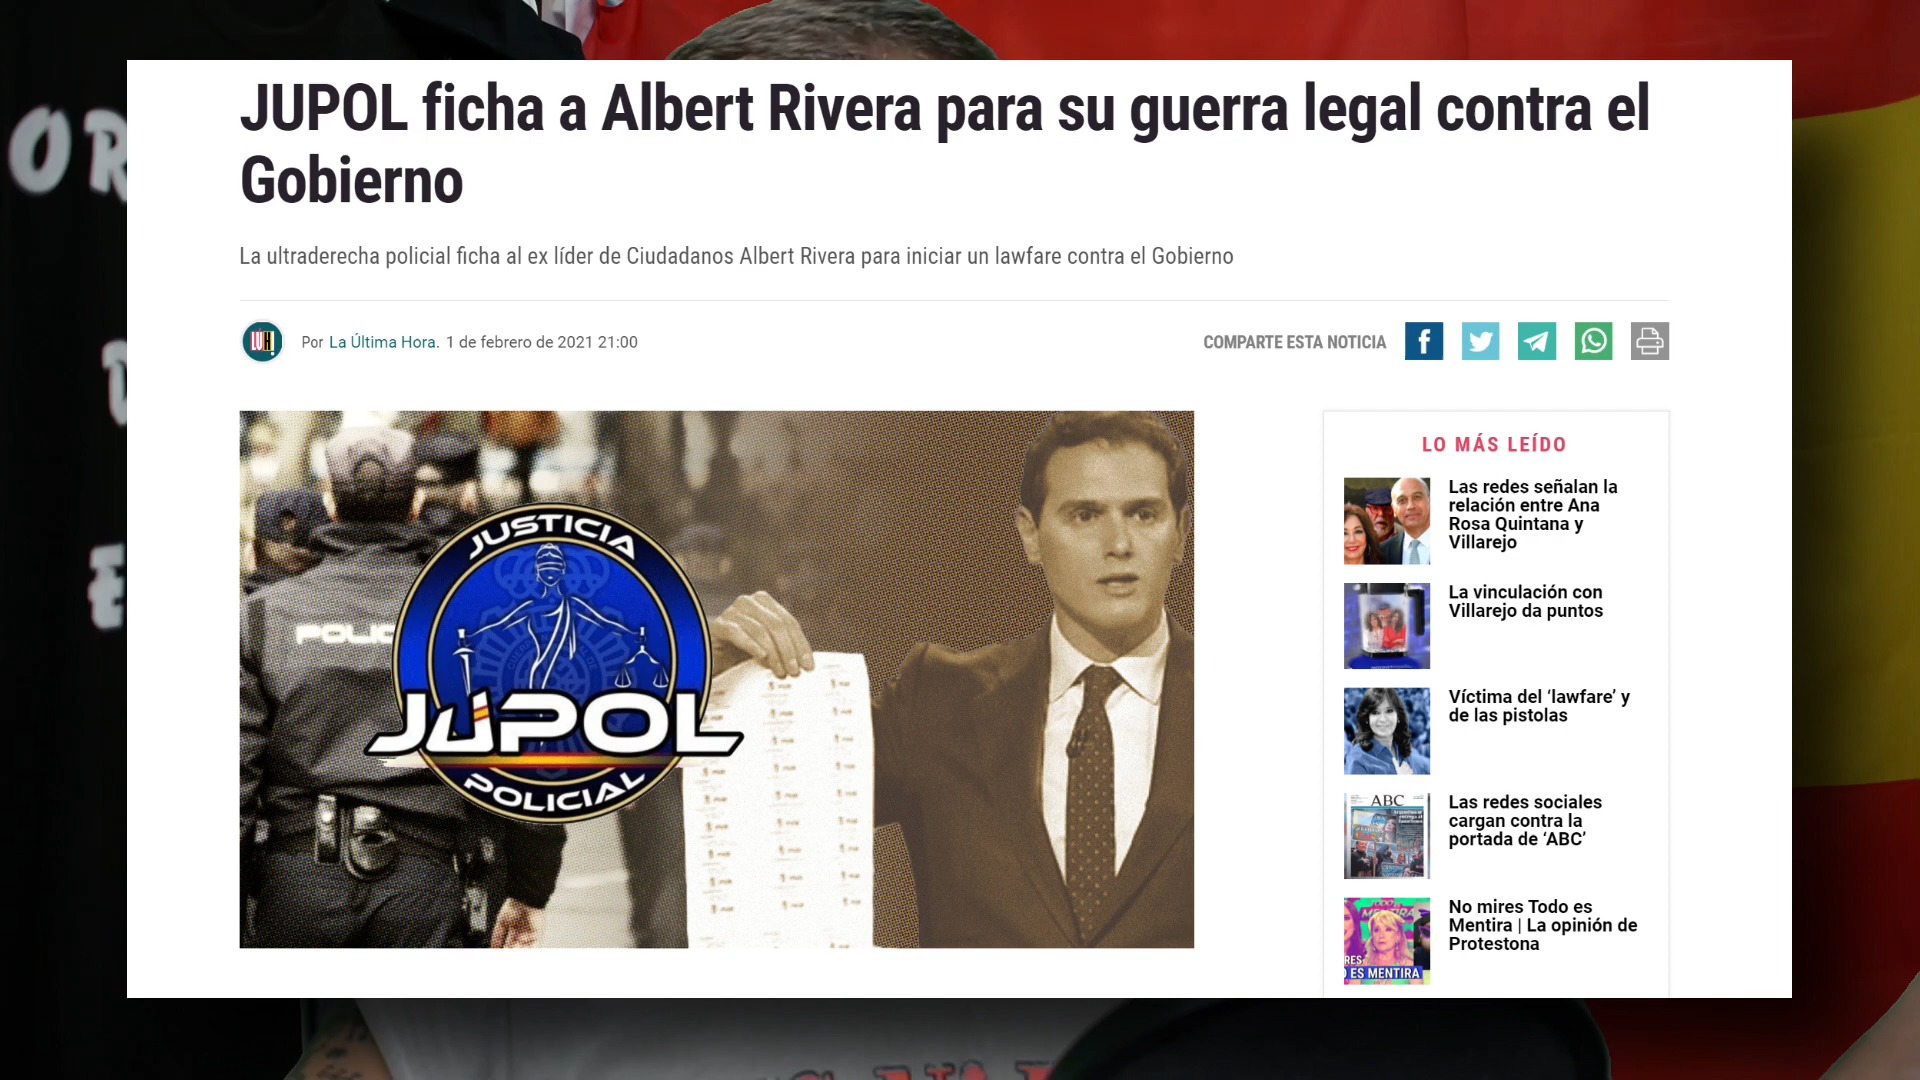 JUPOL ficha a Albert Rivera para su guerra legal contra el
Gobierno
La ultraderecha policial ficha al ex líder de Ciudadanos Albert Rivera para iniciar un lawfare contra el Gobierno
LÚH!
Por La Última Hora. 1 de febrero de 2021 21:00
COMPARTE ESTA NOTICIA
JUSTICIA
JUPOL
POLICIAL
LO MÁS LEÍDO
Las redes señalan la
relación entre Ana
Rosa Quintana y
Villarejo
La vinculación con
Villarejo da puntos
Víctima del ‘lawfare’ y
de las pistolas
ABC
Las redes sociales
cargan contra la
portada de ‘ABC’
ES MENTIRA
No mires Todo es
Mentira | La opinión de
Protestona